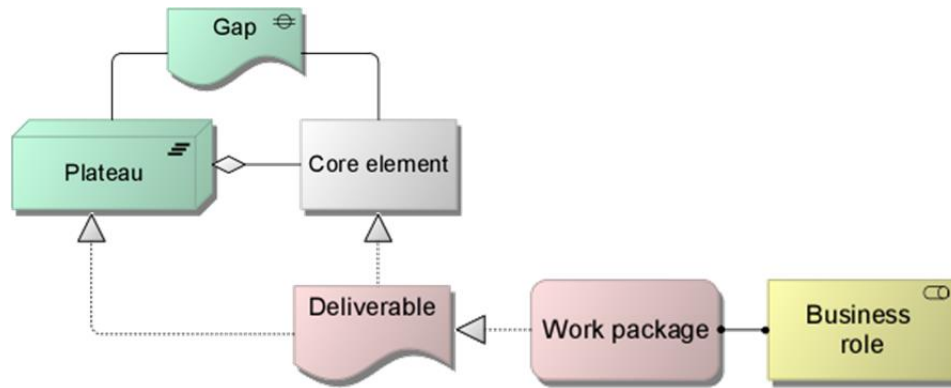 Gap
Plateau
Core element
Deliverable
Work package
Business
role